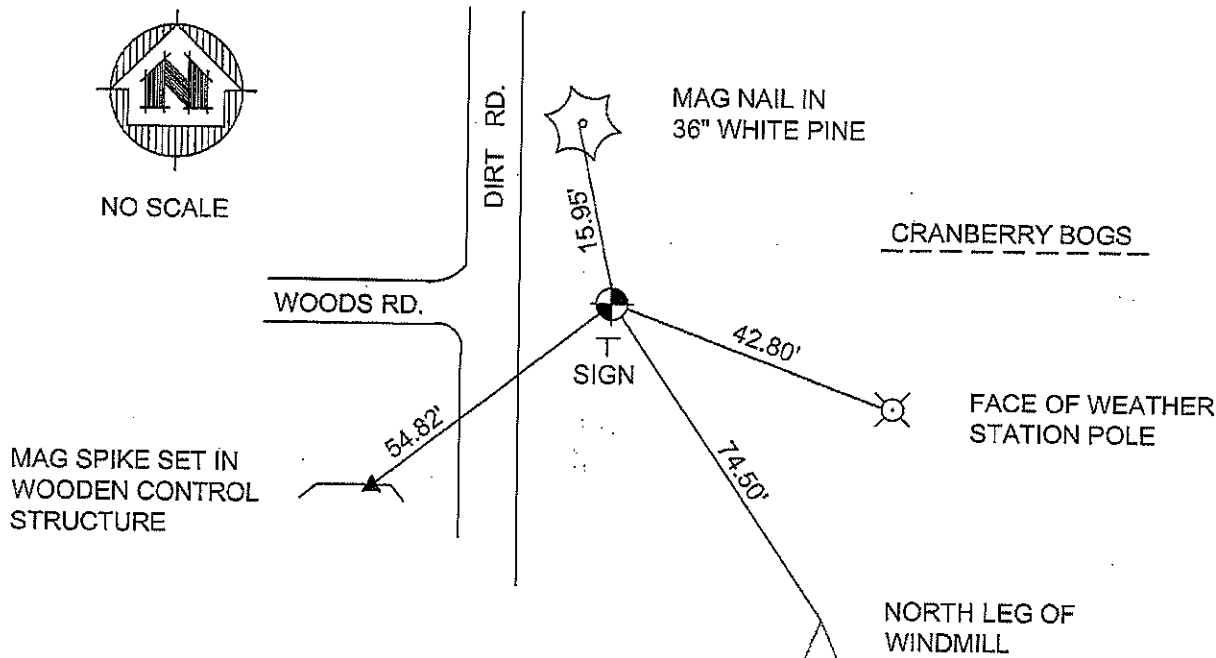 N
NO SCALE
DIRT RD.
MAG NAIL IN
36" WHITE PINE
15.95'
CRANBERRY BOGS
WOODS RD.
SIGN
42.80'
FACE OF WEATHER
STATION POLE
54.82'
74.50'
MAG SPIKE SET IN
WOODEN CONTROL
STRUCTURE
NORTH LEG OF
WINDMILL